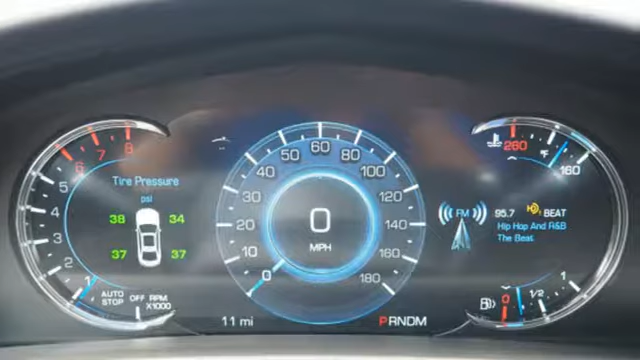 8
7
6
5
4
3
2
1
AUTO STOP
OFF
RPM X1000
Tire Pressure
psi
38 34
37 37
0
10
20
30
40
50
60
80
100
120
140
160
180
0
MPH
11 mi
PRNDM
FM
95.7 HD BEAT
Hip Hop And R&B
The Beat
260 °F 160
0 1/2 1